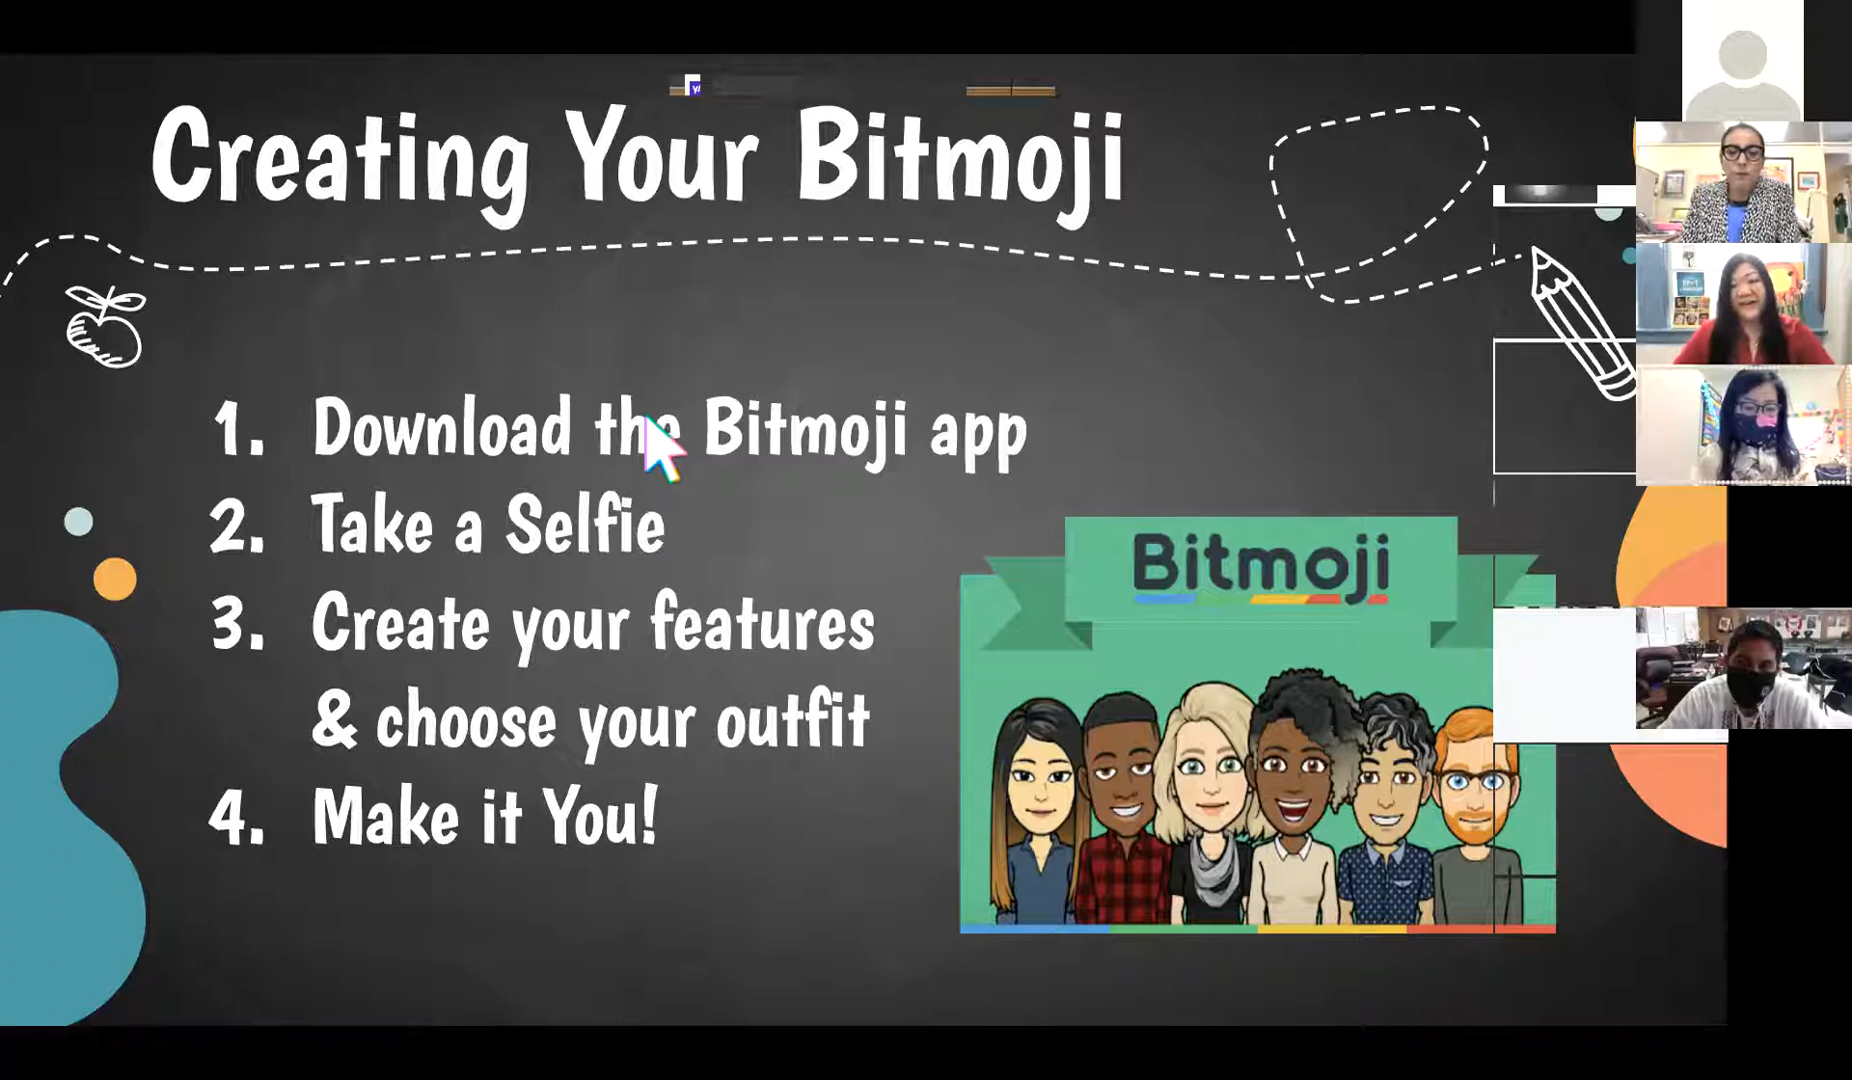 Creating Your Bitmoji
1. Download the Bitmoji app
2. Take a Selfie
3. Create your features
& choose your outfit
4. Make it You!
Bitmoji